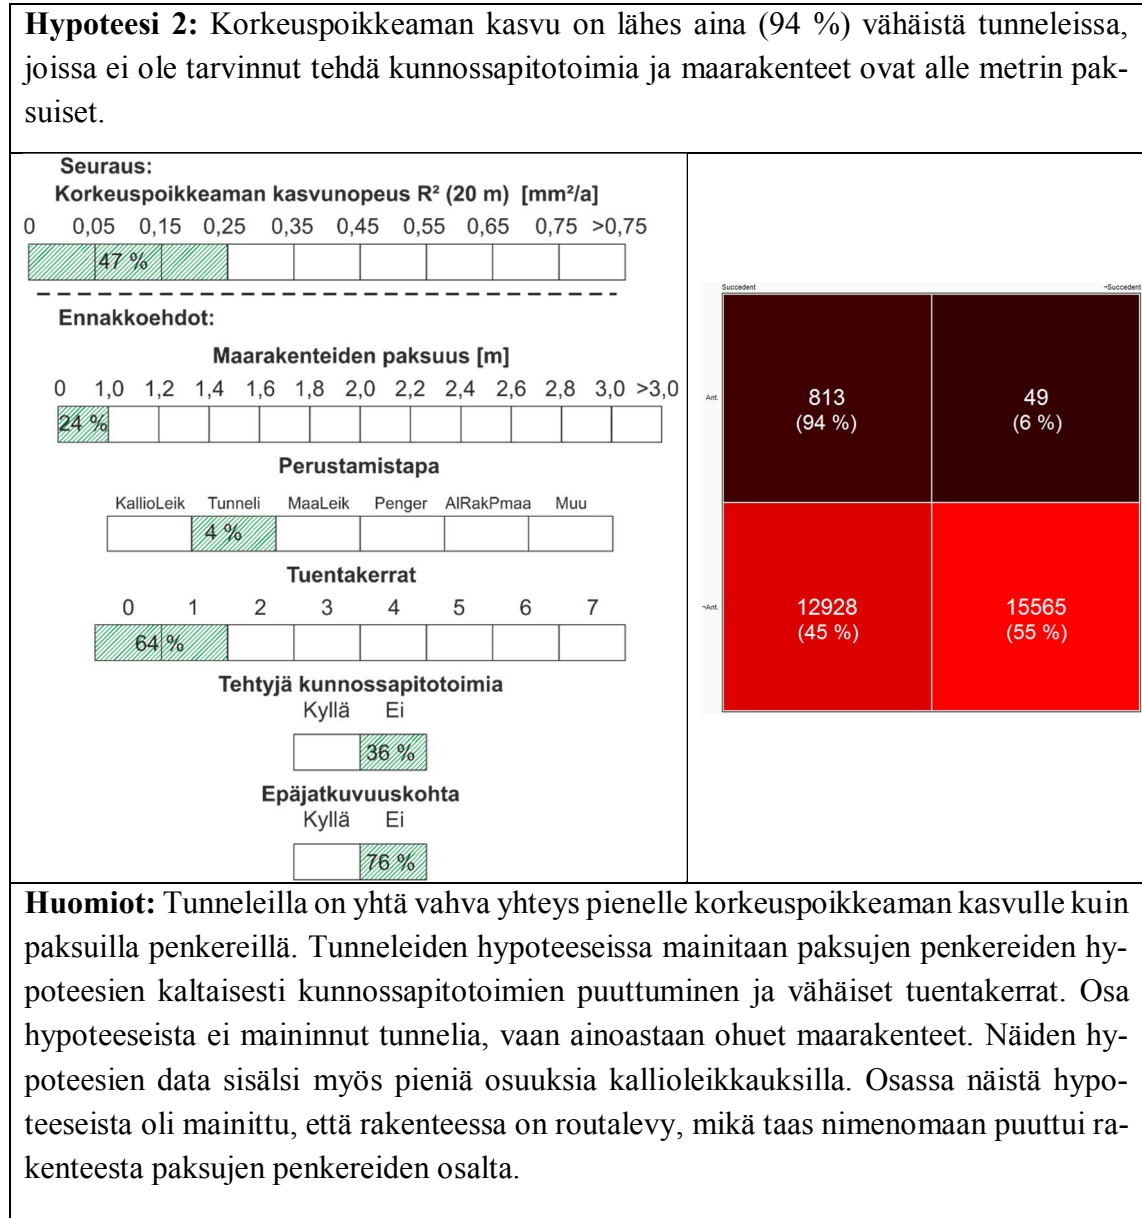 Hypoteesi 2: Korkeuspoikkeaman kasvu on lähes aina (94 %) vähäistä tunneleissa,
joissa ei ole tarvinnut tehdä kunnossapitotoimia ja maarakenteet ovat alle metrin pak-
suiset.
Seuraus:
Korkeuspoikkeaman kasvunopeus R² (20 m) [mm²/a]
0 0,05 0,15 0,25 0,35 0,45 0,55 0,65 0,75 >0,75
47 %
Ennakkoehdot:
Maarakenteiden paksuus [m]
0 1,0 1,2 1,4 1,6 1,8 2,0 2,2 2,4 2,6 2,8 3,0 >3,0
24 %
Perustamistapa
KallioLeik Tunneli MaaLeik Penger AlRakPmaa Muu
4 %
Tuentakerrat
0 1 2 3 4 5 6 7
64 %
Tehtyjä kunnossapitotoimia
Kyllä Ei
36 %
Epäjatkuvuuskohta
Kyllä Ei
76 %
Succedent ¬Succedent
Ant. 813 49
(94 %) (6 %)
¬Ant. 12928 15565
(45 %) (55 %)
Huomiot: Tunneleilla on yhtä vahva yhteys pienelle korkeuspoikkeaman kasvulle kuin
paksuilla penkereillä. Tunneleiden hypoteeseissa mainitaan paksujen penkereiden hy-
poteesien kaltaisesti kunnossapitotoimien puuttuminen ja vähäiset tuentakerrat. Osa
hypoteeseista ei maininnut tunnelia, vaan ainoastaan ohuet maarakenteet. Näiden hy-
poteesien data sisälsi myös pieniä osuuksia kallioleikkauksilla. Osassa näistä hypo-
teeseista oli mainittu, että rakenteessa on routalevy, mikä taas nimenomaan puuttui ra-
kenteesta paksujen penkereiden osalta.